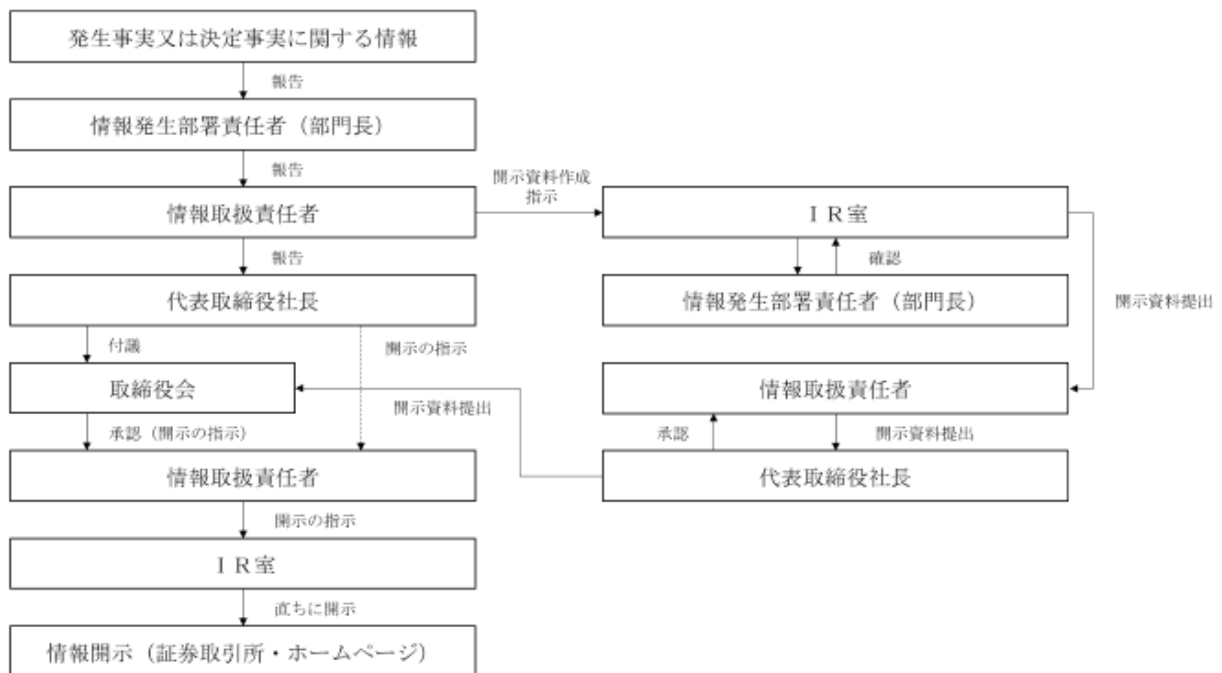 発生事実又は決定事実に関する情報
報告
情報発生部署責任者（部門長）
報告
情報取扱責任者
開示資料作成
指示
ＩＲ室
報告
確認
代表取締役社長
情報発生部署責任者（部門長）
開示資料提出
付議
開示の指示
取締役会
情報取扱責任者
開示資料提出
承認（開示の指示）
承認
開示資料提出
情報取扱責任者
代表取締役社長
開示の指示
ＩＲ室
直ちに開示
情報開示（証券取引所・ホームページ）